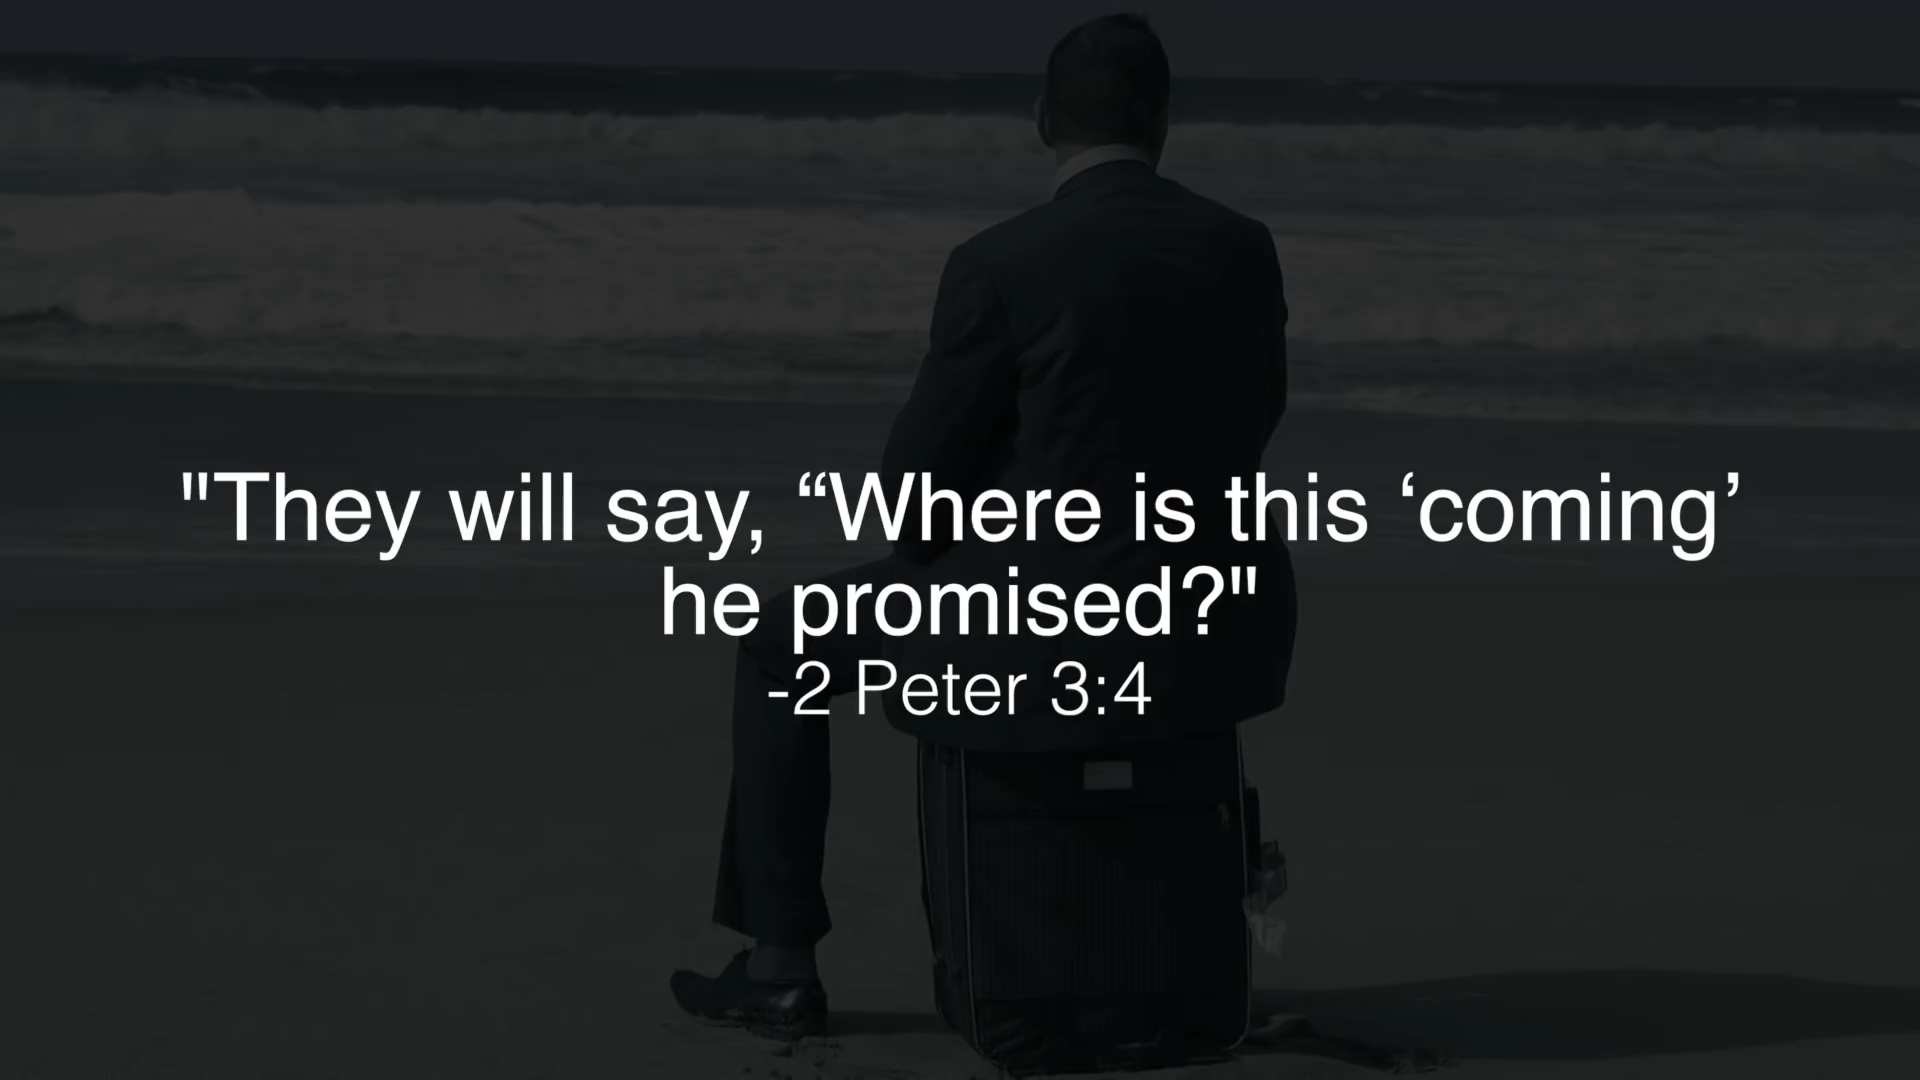 "They will say, “Where is this ‘coming’
he promised?"
-2 Peter 3:4